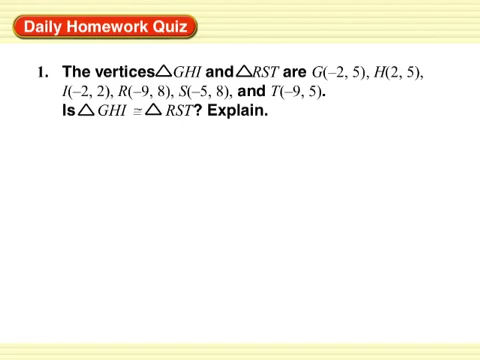 Daily Homework Quiz
1. The vertices△GHI and△RST are G(–2, 5), H(2, 5),
I(–2, 2), R(–9, 8), S(–5, 8), and T(–9, 5).
Is △ GHI ≅ △ RST? Explain.